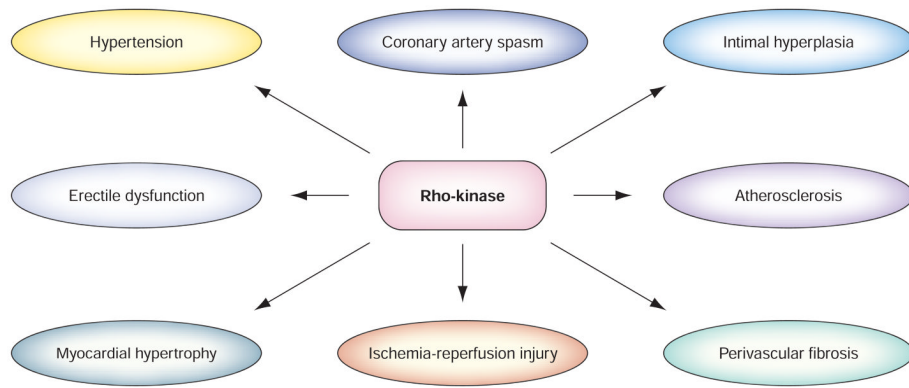 Hypertension
Coronary artery spasm
Intimal hyperplasia
Erectile dysfunction
Rho-kinase
Atherosclerosis
Myocardial hypertrophy
Ischemia-reperfusion injury
Perivascular fibrosis